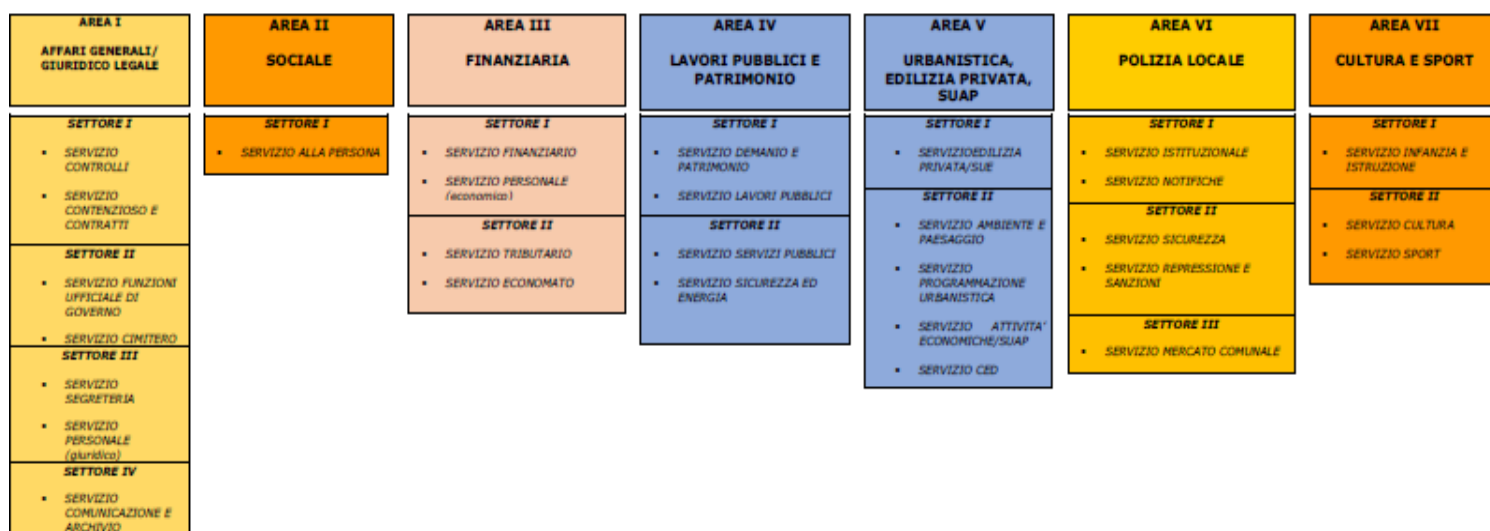 AREA I
AFFARI GENERALI/
GIURIDICO LEGALE
SETTORE I
▪ SERVIZIO
CONTROLLI
▪ SERVIZIO
CONTENZIOSO E
CONTRATTI
SETTORE II
▪ SERVIZIO FUNZIONI
UFFICIALE DI
GOVERNO
▪ SERVIZIO CIMITERO
SETTORE III
▪ SERVIZIO
SEGRETERIA
▪ SERVIZIO
PERSONALE
(giuridico)
SETTORE IV
▪ SERVIZIO
COMUNICAZIONE E
ARCHIVIO
AREA II
SOCIALE
SETTORE I
▪ SERVIZIO ALLA PERSONA
AREA III
FINANZIARIA
SETTORE I
▪ SERVIZIO FINANZIARIO
▪ SERVIZIO PERSONALE
(economico)
SETTORE II
▪ SERVIZIO TRIBUTARIO
▪ SERVIZIO ECONOMATO
AREA IV
LAVORI PUBBLICI E
PATRIMONIO
SETTORE I
▪ SERVIZIO DEMANIO E
PATRIMONIO
▪ SERVIZIO LAVORI PUBBLICI
SETTORE II
▪ SERVIZIO SERVIZI PUBBLICI
▪ SERVIZIO SICUREZZA ED
ENERGIA
AREA V
URBANISTICA,
EDILIZIA PRIVATA,
SUAP
SETTORE I
▪ SERVIZIOEDILIZIA
PRIVATA/SUE
SETTORE II
▪ SERVIZIO AMBIENTE E
PAESAGGIO
▪ SERVIZIO
PROGRAMMAZIONE
URBANISTICA
▪ SERVIZIO ATTIVITA'
ECONOMICHE/SUAP
▪ SERVIZIO CED
AREA VI
POLIZIA LOCALE
SETTORE I
▪ SERVIZIO ISTITUZIONALE
▪ SERVIZIO NOTIFICHE
SETTORE II
▪ SERVIZIO SICUREZZA
▪ SERVIZIO REPRESSIONE E
SANZIONI
SETTORE III
▪ SERVIZIO MERCATO COMUNALE
AREA VII
CULTURA E SPORT
SETTORE I
▪ SERVIZIO INFANZIA E
ISTRUZIONE
SETTORE II
▪ SERVIZIO CULTURA
▪ SERVIZIO SPORT